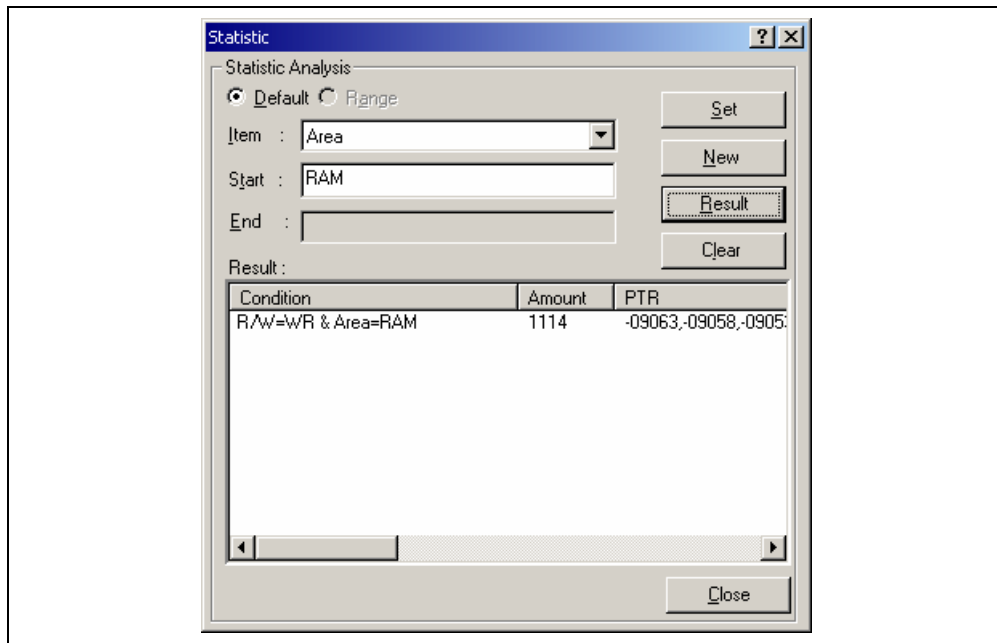 Statistic
Statistic Analysis
Default Range
Item : Area
Start : RAM
End :
Set
New
Result
Clear
Result :
Condition Amount PTR
R/W=WR & Area=RAM 1114 -09063,-09058,-0905
Close